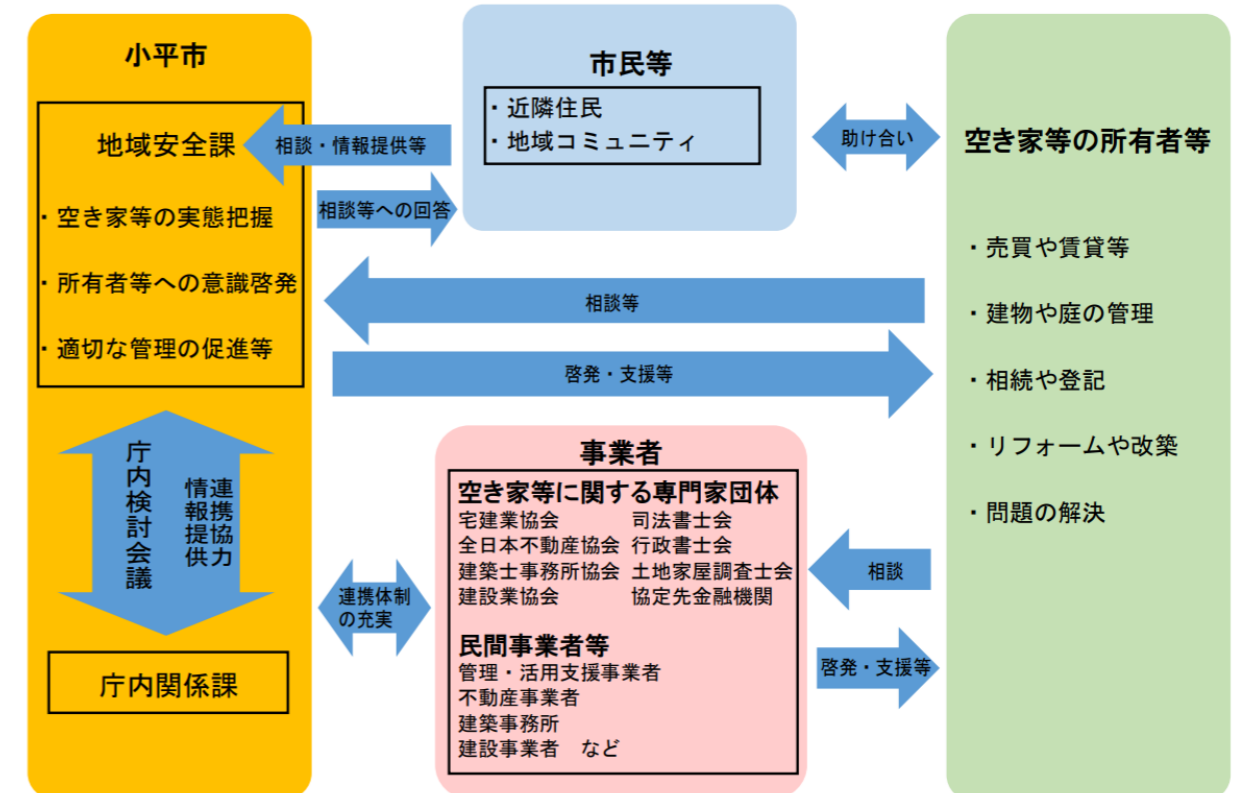 小平市
地域安全課
・空き家等の実態把握
・所有者等への意識啓発
・適切な管理の促進等
庁内検討会議
連携協力
情報提供
庁内関係課
相談・情報提供等
相談等への回答
市民等
・近隣住民
・地域コミュニティ
助け合い
相談等
啓発・支援等
連携体制
の充実
事業者
空き家等に関する専門家団体
宅建業協会 司法書士会
全日本不動産協会 行政書士会
建築士事務所協会 土地家屋調査士会
建設業協会 協定先金融機関
民間事業者等
管理・活用支援事業者
不動産事業者
建築事務所
建設事業者 など
相談
啓発・支援等
空き家等の所有者等
・売買や賃貸等
・建物や庭の管理
・相続や登記
・リフォームや改築
・問題の解決